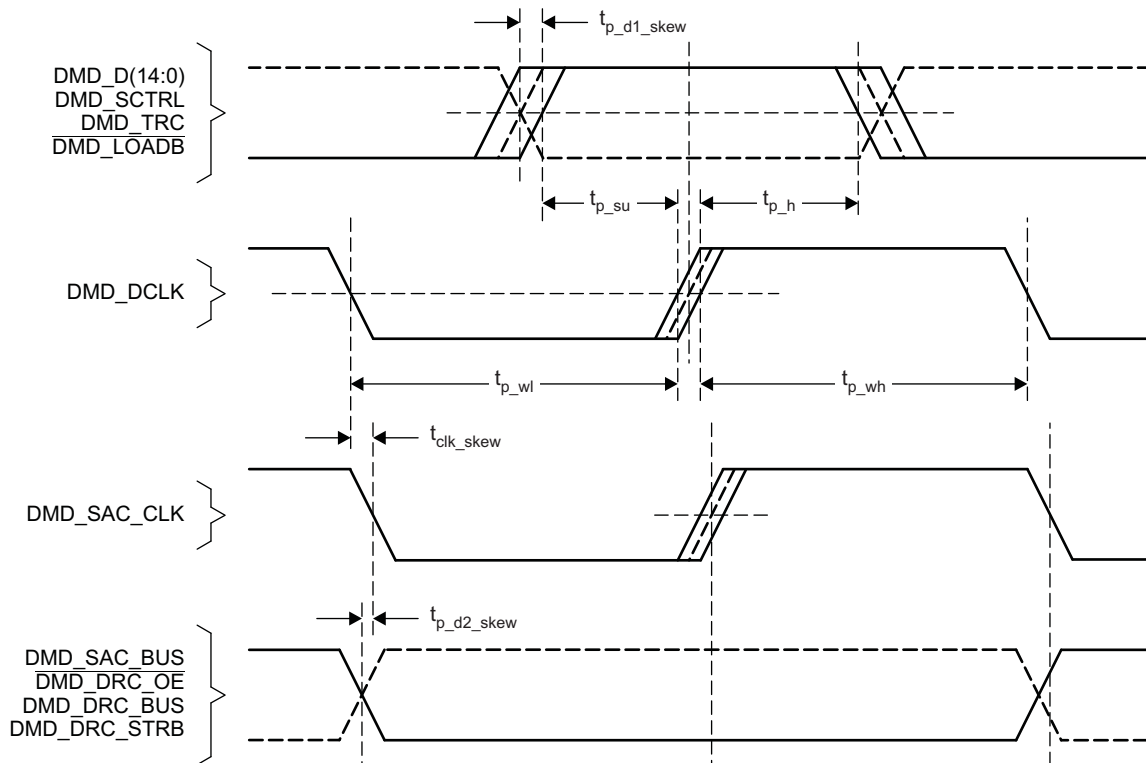 t_p_d1_skew
DMD_D(14:0)
DMD_SCTRL
DMD_TRC
DMD_LOADB
t_p_su
t_p_h
DMD_DCLK
t_p_wl
t_p_wh
t_clk_skew
DMD_SAC_CLK
t_p_d2_skew
DMD_SAC_BUS
DMD_DRC_OE
DMD_DRC_BUS
DMD_DRC_STRB